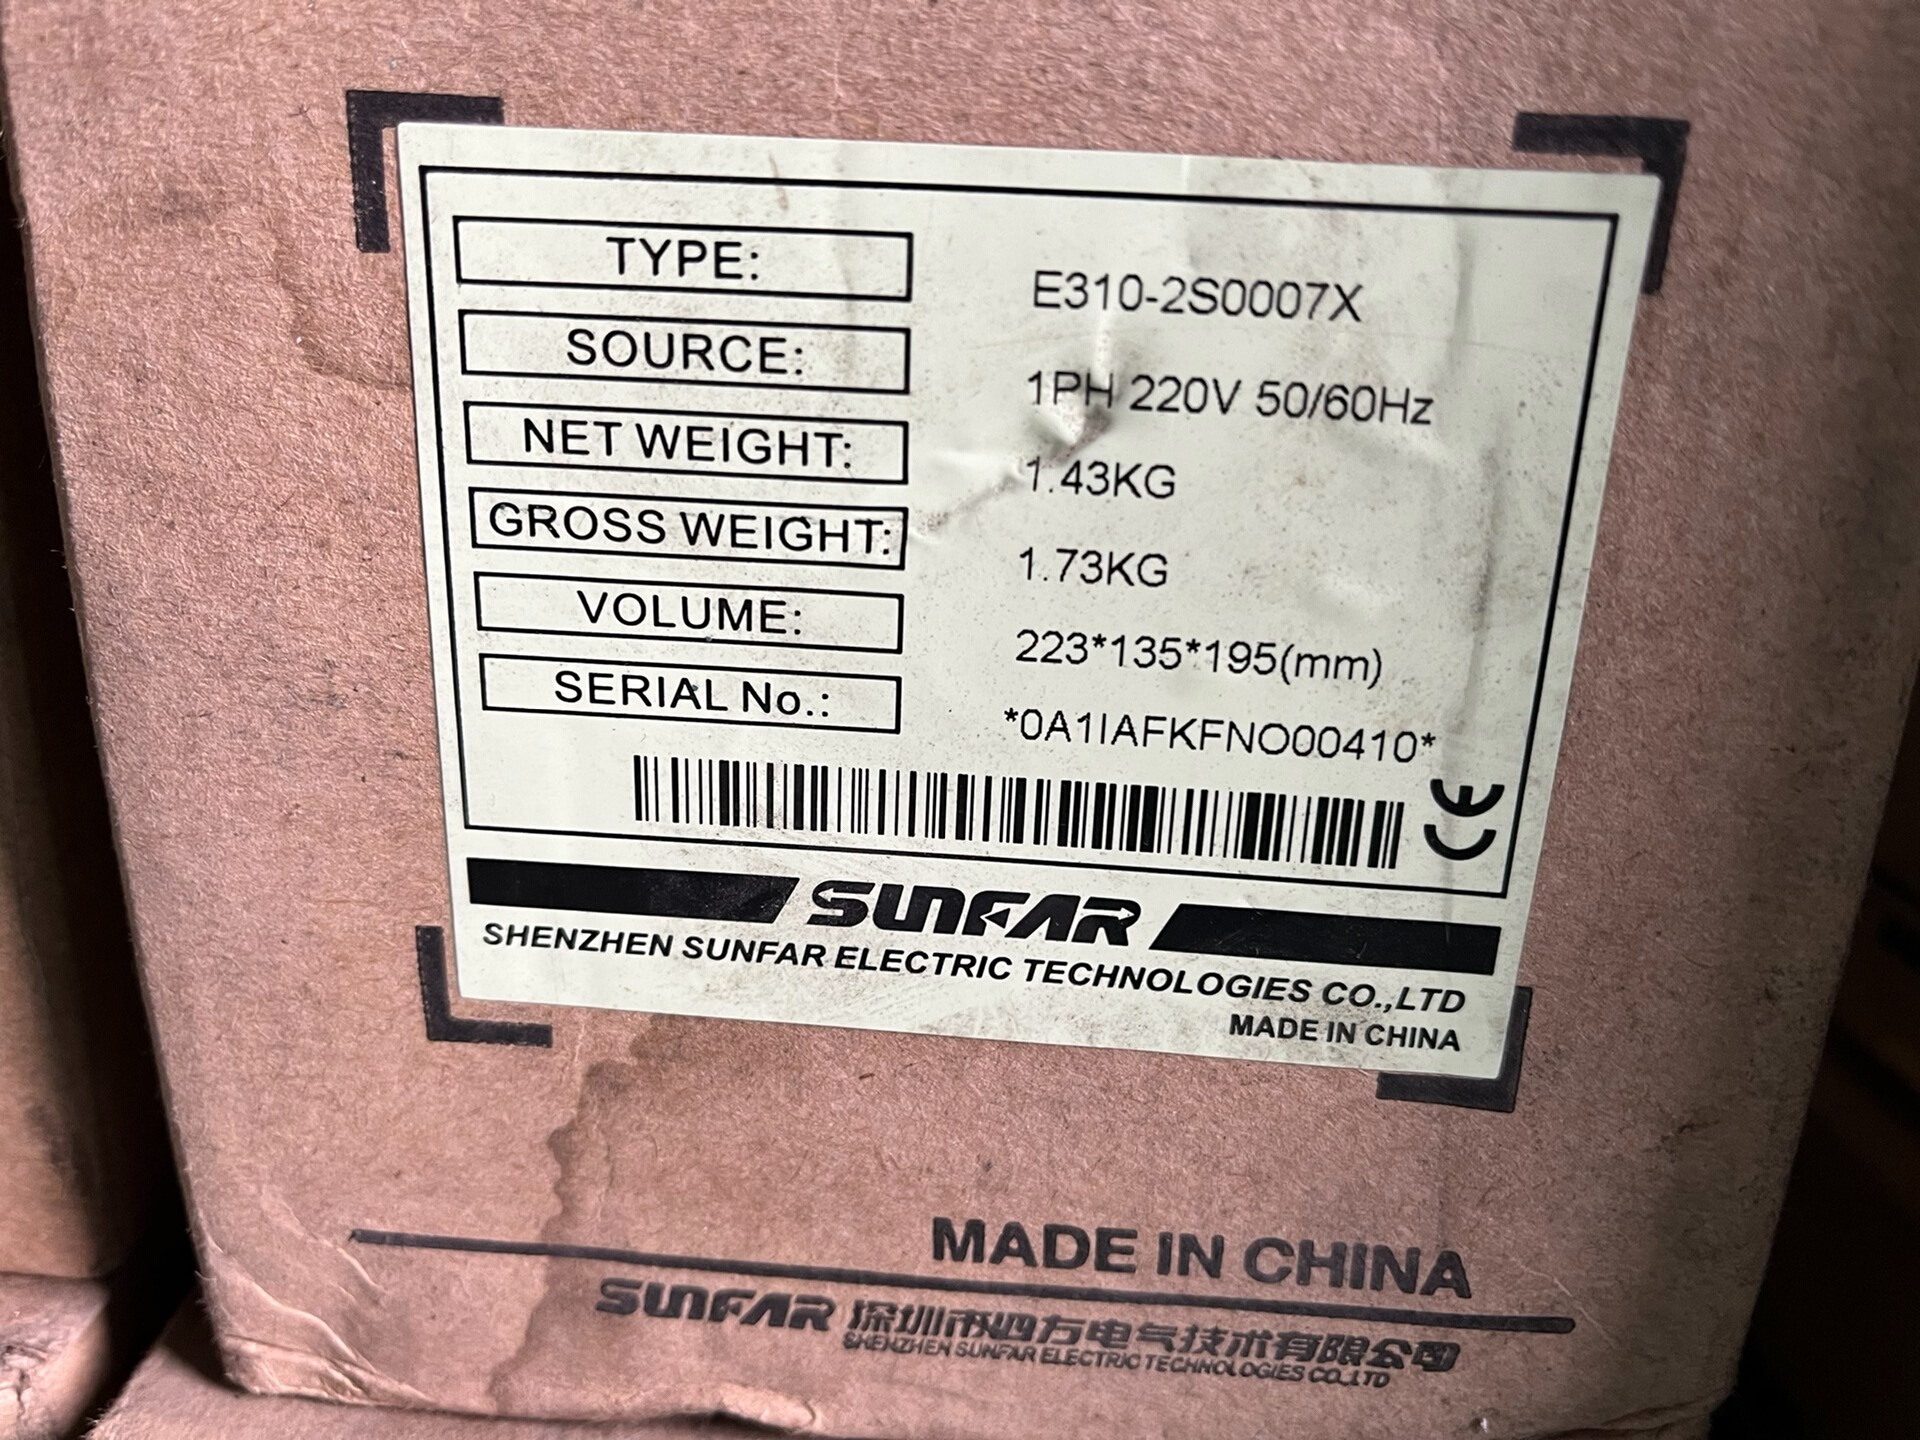 TYPE: E310-2S0007X
SOURCE: 1PH 220V 50/60Hz
NET WEIGHT: 1.43KG
GROSS WEIGHT: 1.73KG
VOLUME: 223*135*195(mm)
SERIAL No.: *0A1IAFKFNO00410*
CE
SUNFAR
SHENZHEN SUNFAR ELECTRIC TECHNOLOGIES CO.,LTD
MADE IN CHINA
MADE IN CHINA
SUNFAR 深圳市四方电气技术有限公司
SHENZHEN SUNFAR ELECTRIC TECHNOLOGIES CO.,LTD